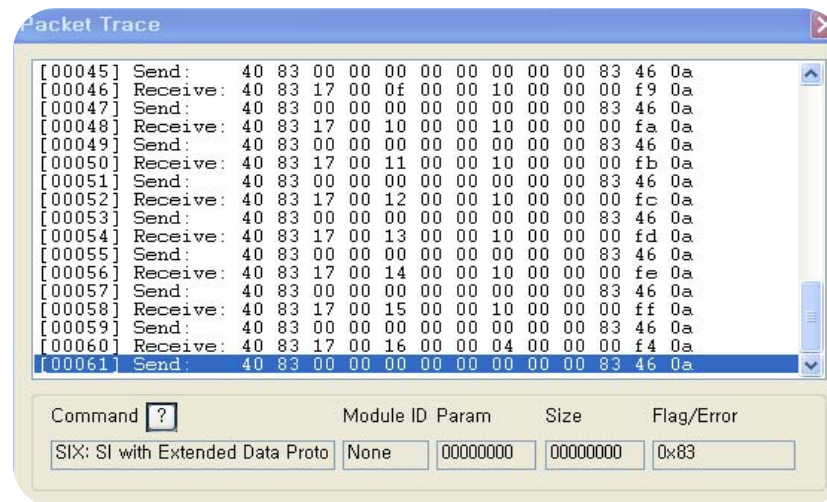 Packet Trace
[00045] Send: 40 83 00 00 00 00 00 00 00 00 00 83 46 0a
[00046] Receive: 40 83 17 00 0f 00 00 10 00 00 00 f9 0a
[00047] Send: 40 83 00 00 00 00 00 00 00 00 00 83 46 0a
[00048] Receive: 40 83 17 00 10 00 00 10 00 00 00 fa 0a
[00049] Send: 40 83 00 00 00 00 00 00 00 00 00 83 46 0a
[00050] Receive: 40 83 17 00 11 00 00 10 00 00 00 fb 0a
[00051] Send: 40 83 00 00 00 00 00 00 00 00 00 83 46 0a
[00052] Receive: 40 83 17 00 12 00 00 10 00 00 00 fc 0a
[00053] Send: 40 83 00 00 00 00 00 00 00 00 00 83 46 0a
[00054] Receive: 40 83 17 00 13 00 00 10 00 00 00 fd 0a
[00055] Send: 40 83 00 00 00 00 00 00 00 00 00 83 46 0a
[00056] Receive: 40 83 17 00 14 00 00 10 00 00 00 fe 0a
[00057] Send: 40 83 00 00 00 00 00 00 00 00 00 83 46 0a
[00058] Receive: 40 83 17 00 15 00 00 10 00 00 00 ff 0a
[00059] Send: 40 83 00 00 00 00 00 00 00 00 00 83 46 0a
[00060] Receive: 40 83 17 00 16 00 00 04 00 00 00 f4 0a
[00061] Send: 40 83 00 00 00 00 00 00 00 00 00 83 46 0a
Command ? Module ID Param Size Flag/Error
SIX: SI with Extended Data Proto None 00000000 00000000 0x83